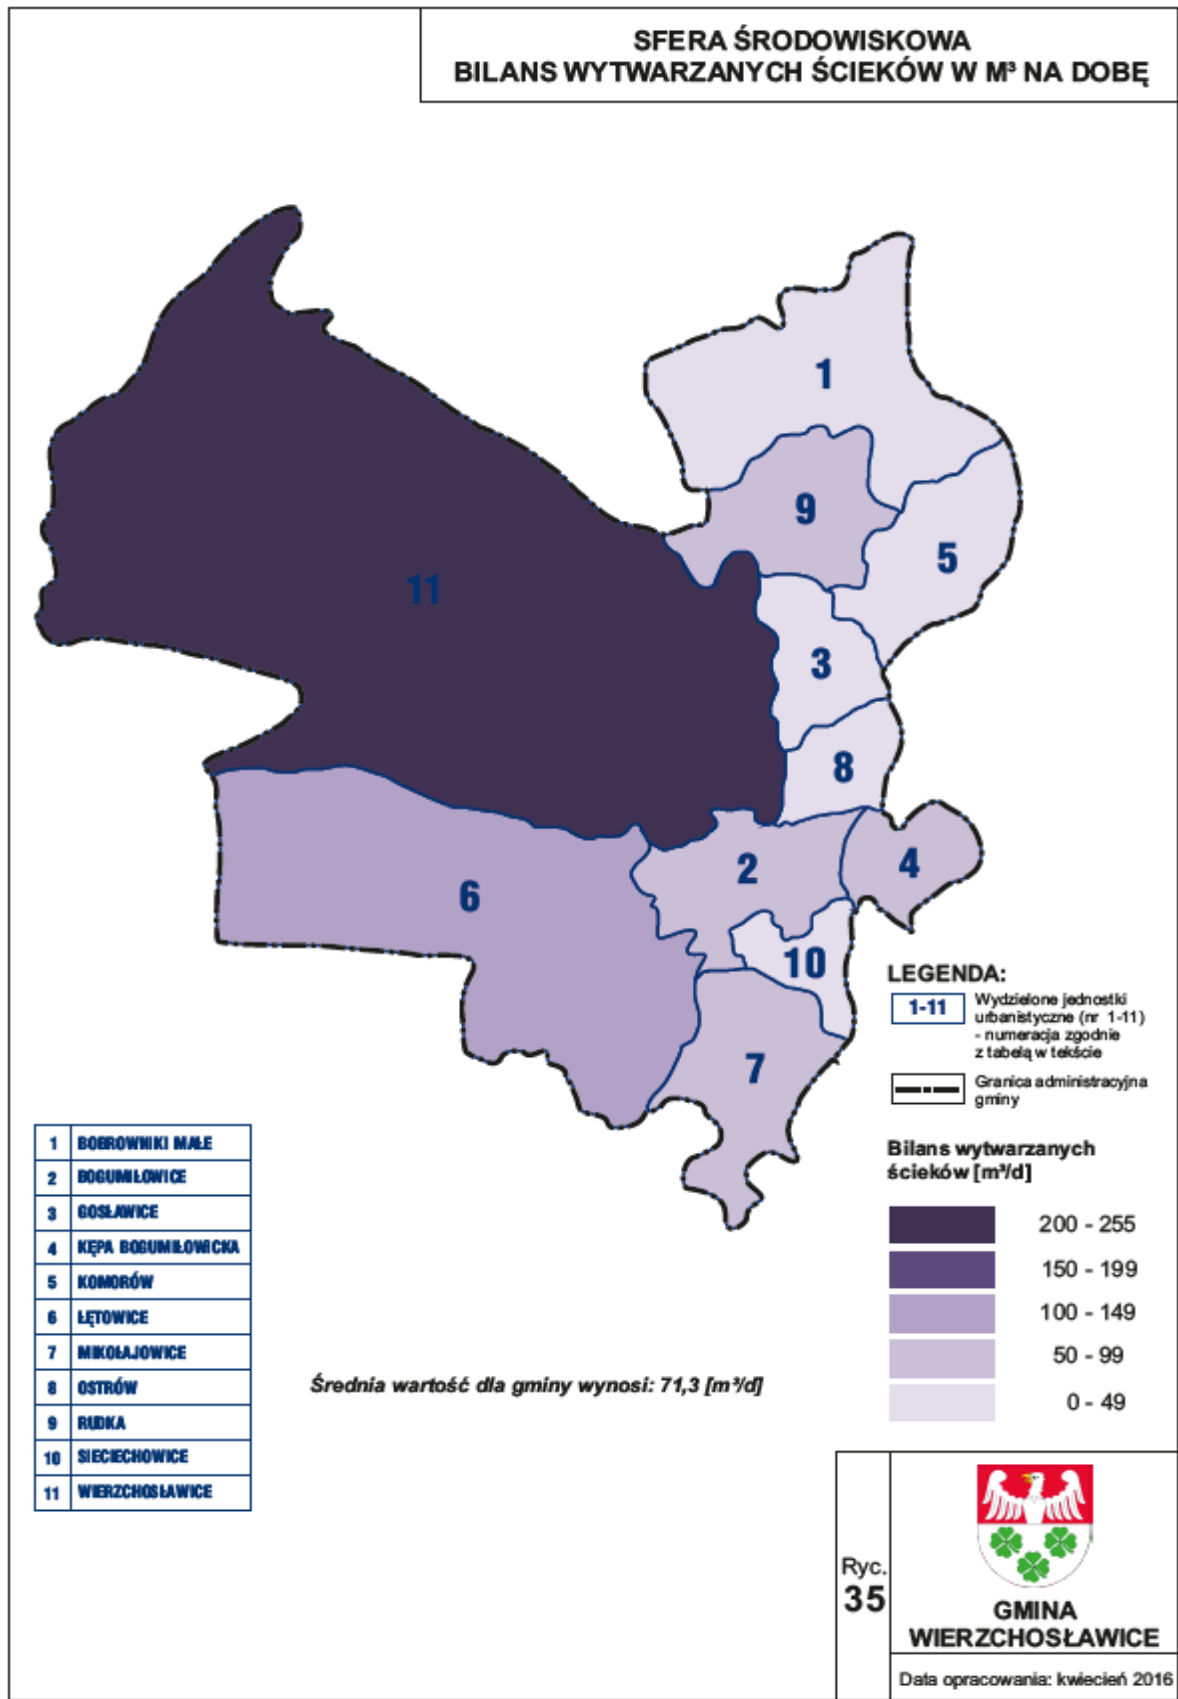 SFERA ŚRODOWISKOWA
BILANS WYTWARZANYCH ŚCIEKÓW W M³ NA DOBĘ
1
9
5
11
3
8
2
4
6
10
7
LEGENDA:
1-11
Wydzielone jednostki
urbanistyczne (nr 1-11)
- numeracja zgodnie
z tabelą w tekście
Granica administracyjna
gminy
Bilans wytwarzanych
ścieków [m³/d]
200 - 255
150 - 199
100 - 149
50 - 99
0 - 49
1 BOBROWNIKI MAŁE
2 BOGUMIŁOWICE
3 GOSŁAWICE
4 KĘPA BOGUMIŁOWICKA
5 KOMORÓW
6 ŁĘTOWICE
7 MIKOŁAJOWICE
8 OSTRÓW
9 RUDKA
10 SIECIECHOWICE
11 WIERZCHOSŁAWICE
Średnia wartość dla gminy wynosi: 71,3 [m³/d]
Ryc.
35
GMINA
WIERZCHOSŁAWICE
Data opracowania: kwiecień 2016